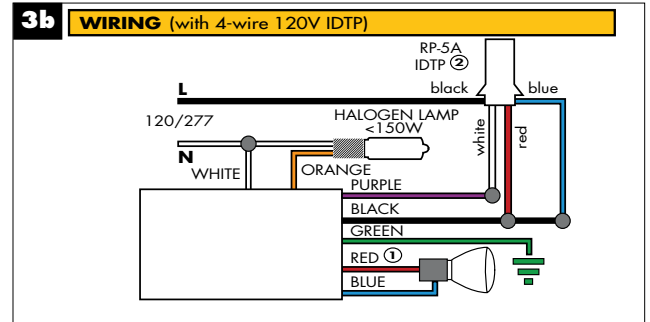 3b WIRING (with 4-wire 120V IDTP)
RP-5A
IDTP ②
black
blue
L
120/277
HALOGEN LAMP
<150W
white
red
N
WHITE
ORANGE
PURPLE
BLACK
GREEN
RED ①
BLUE